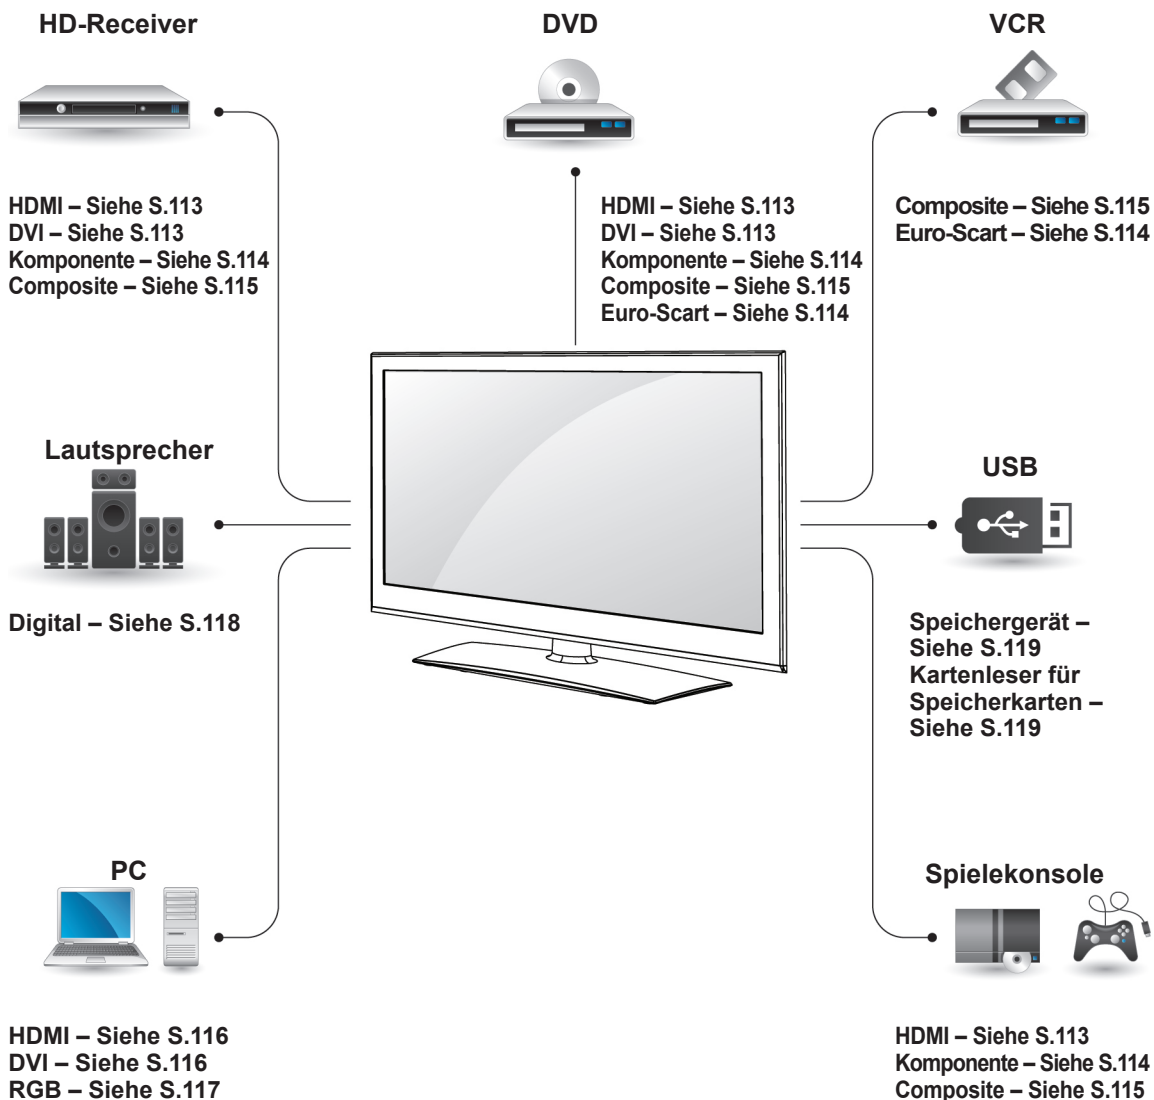 HD-Receiver
HDMI – Siehe S.113
DVI – Siehe S.113
Komponente – Siehe S.114
Composite – Siehe S.115
DVD
HDMI – Siehe S.113
DVI – Siehe S.113
Komponente – Siehe S.114
Composite – Siehe S.115
Euro-Scart – Siehe S.114
VCR
Composite – Siehe S.115
Euro-Scart – Siehe S.114
Lautsprecher
Digital – Siehe S.118
USB
Speichergerät –
Siehe S.119
Kartenleser für
Speicherkarten –
Siehe S.119
PC
HDMI – Siehe S.116
DVI – Siehe S.116
RGB – Siehe S.117
Spielekonsole
HDMI – Siehe S.113
Komponente – Siehe S.114
Composite – Siehe S.115